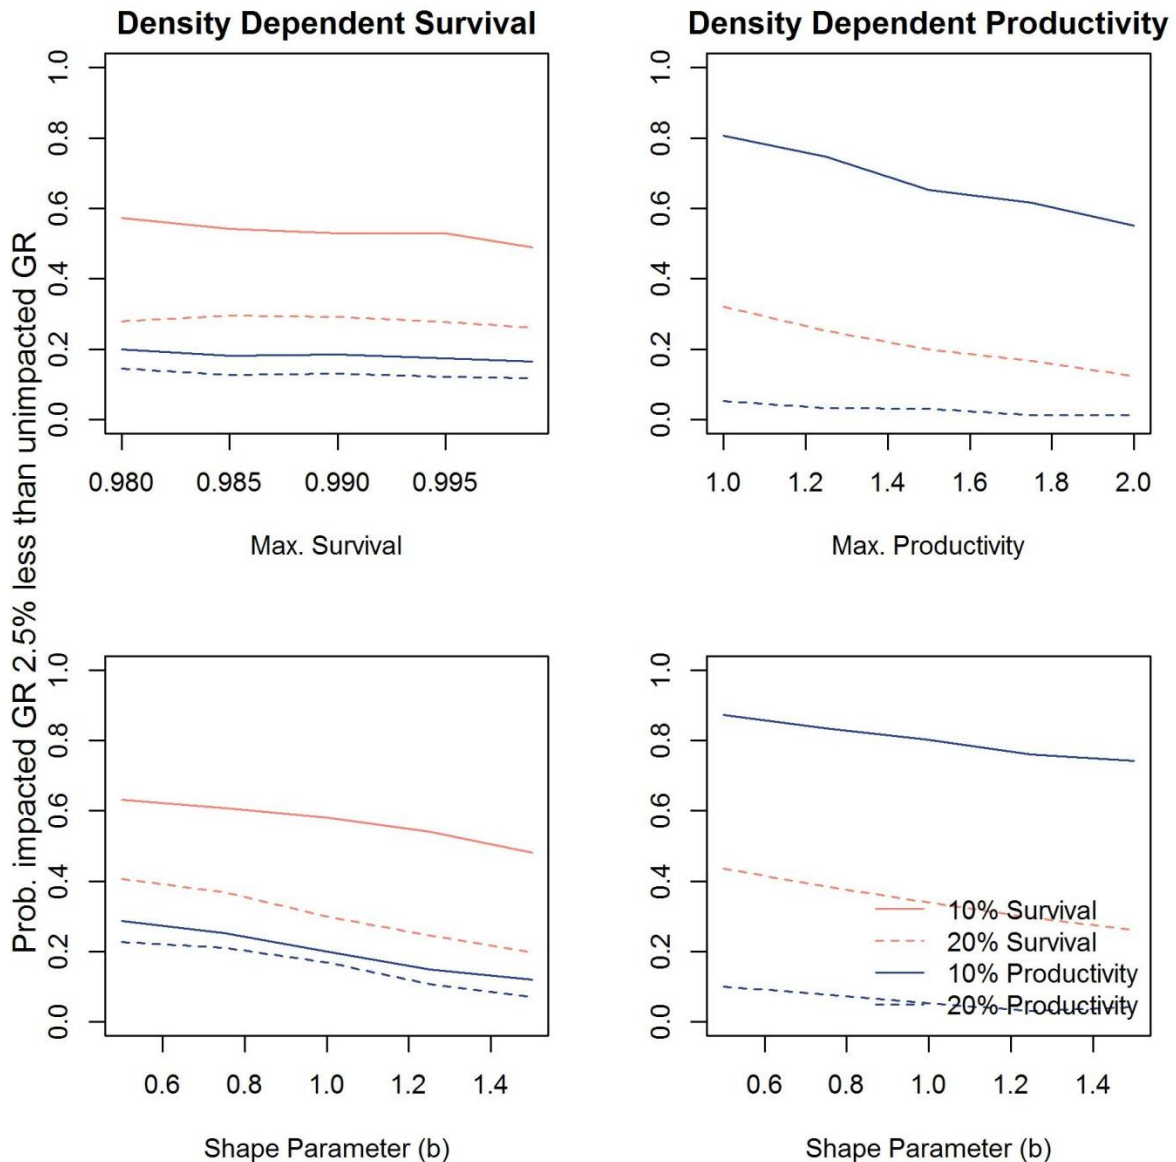 Density Dependent Survival
Density Dependent Productivity
Prob. impacted GR 2.5% less than unimpacted GR
1.0
0.8
0.6
0.4
0.2
0.0
0.980 0.985 0.990 0.995
Max. Survival
1.0
0.8
0.6
0.4
0.2
0.0
1.0 1.2 1.4 1.6 1.8 2.0
Max. Productivity
1.0
0.8
0.6
0.4
0.2
0.0
0.6 0.8 1.0 1.2 1.4
Shape Parameter (b)
1.0
0.8
0.6
0.4
0.2
0.0
10% Survival
20% Survival
10% Productivity
20% Productivity
0.6 0.8 1.0 1.2 1.4
Shape Parameter (b)